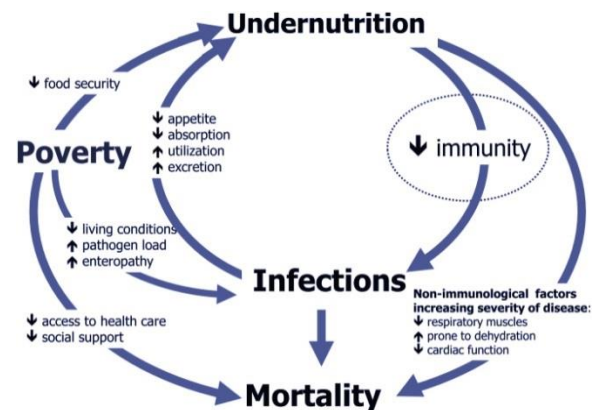 Undernutrition
↓ food security
↓ appetite
↓ absorption
↑ utilization
↑ excretion
Poverty
↓ immunity
↓ living conditions
↑ pathogen load
↑ enteropathy
Infections
Non-immunological factors
increasing severity of disease:
↓ respiratory muscles
↑ prone to dehydration
↓ cardiac function
↓ access to health care
↓ social support
Mortality